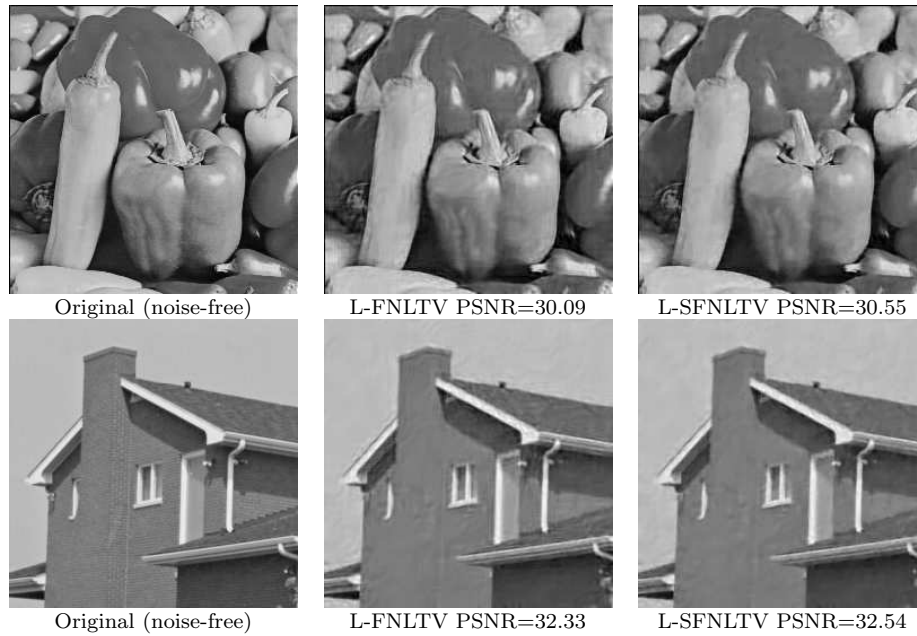 Original (noise-free)
L-FNLTV PSNR=30.09
L-SFNLTV PSNR=30.55
Original (noise-free)
L-FNLTV PSNR=32.33
L-SFNLTV PSNR=32.54